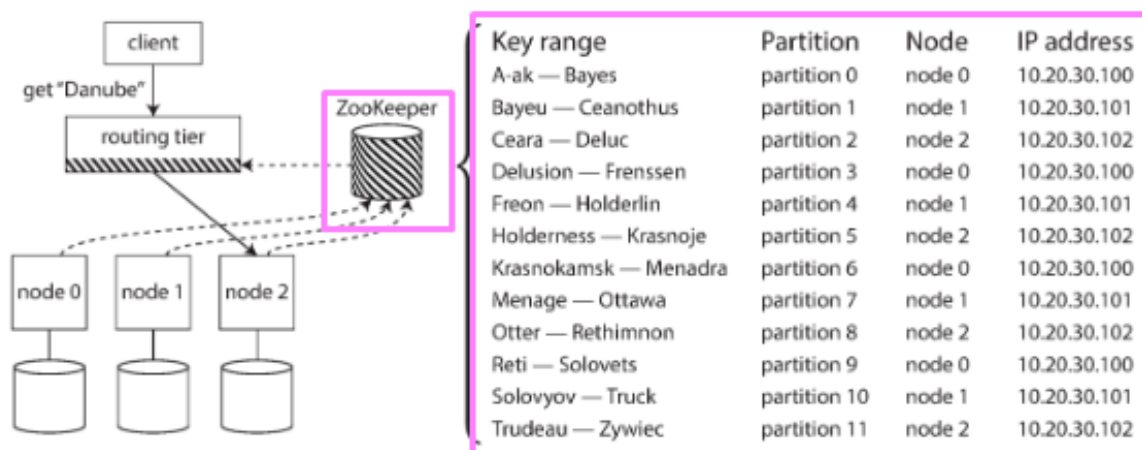 client
get “Danube”
routing tier
ZooKeeper
node 0 node 1 node 2
Key range Partition Node IP address
A-ak — Bayes partition 0 node 0 10.20.30.100
Bayeu — Ceanothus partition 1 node 1 10.20.30.101
Ceara — Deluc partition 2 node 2 10.20.30.102
Delusion — Frenssen partition 3 node 0 10.20.30.100
Freon — Holderlin partition 4 node 1 10.20.30.101
Holderness — Krasnoje partition 5 node 2 10.20.30.102
Krasnokamsk — Menadra partition 6 node 0 10.20.30.100
Menage — Ottawa partition 7 node 1 10.20.30.101
Otter — Rethimnon partition 8 node 2 10.20.30.102
Reti — Solovets partition 9 node 0 10.20.30.100
Solovyov — Truck partition 10 node 1 10.20.30.101
Trudeau — Zywiec partition 11 node 2 10.20.30.102